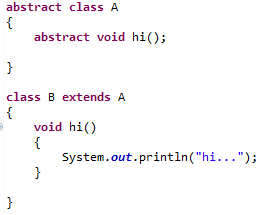 abstract class A
{
    abstract void hi();
}
class B extends A
{
    void hi()
    {
        System.out.println("hi...");
    }
}